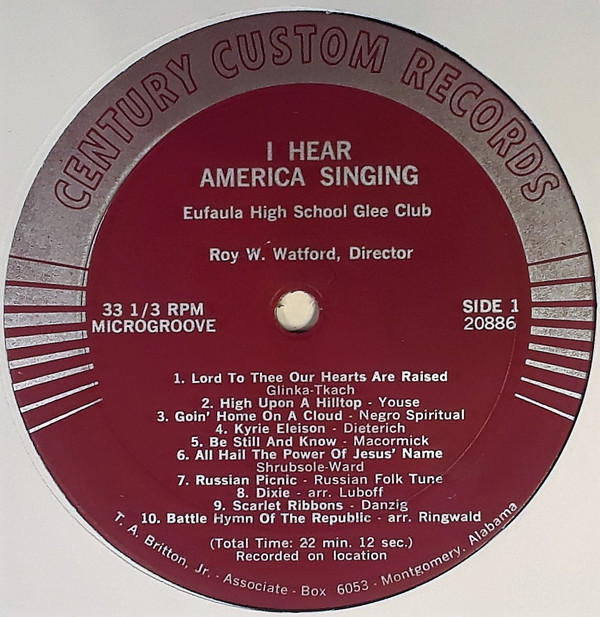 CENTURY CUSTOM RECORDS
I HEAR
AMERICA SINGING
Eufaula High School Glee Club
Roy W. Watford, Director
33 1/3 RPM
MICROGROOVE
SIDE 1
20886
1. Lord To Thee Our Hearts Are Raised
Glinka-Tkach
2. High Upon A Hilltop - Youse
3. Goin' Home On A Cloud - Negro Spiritual
4. Kyrie Eleison - Dieterich
5. Be Still And Know - Macormick
6. All Hail The Power Of Jesus' Name
Shrubsole-Ward
7. Russian Picnic - Russian Folk Tune
8. Dixie - arr. Luboff
9. Scarlet Ribbons - Danzig
10. Battle Hymn Of The Republic - arr. Ringwald
(Total Time: 22 min. 12 sec.)
Recorded on location
T. A. Britton, Jr. - Associate - Box 6053 - Montgomery, Alabama